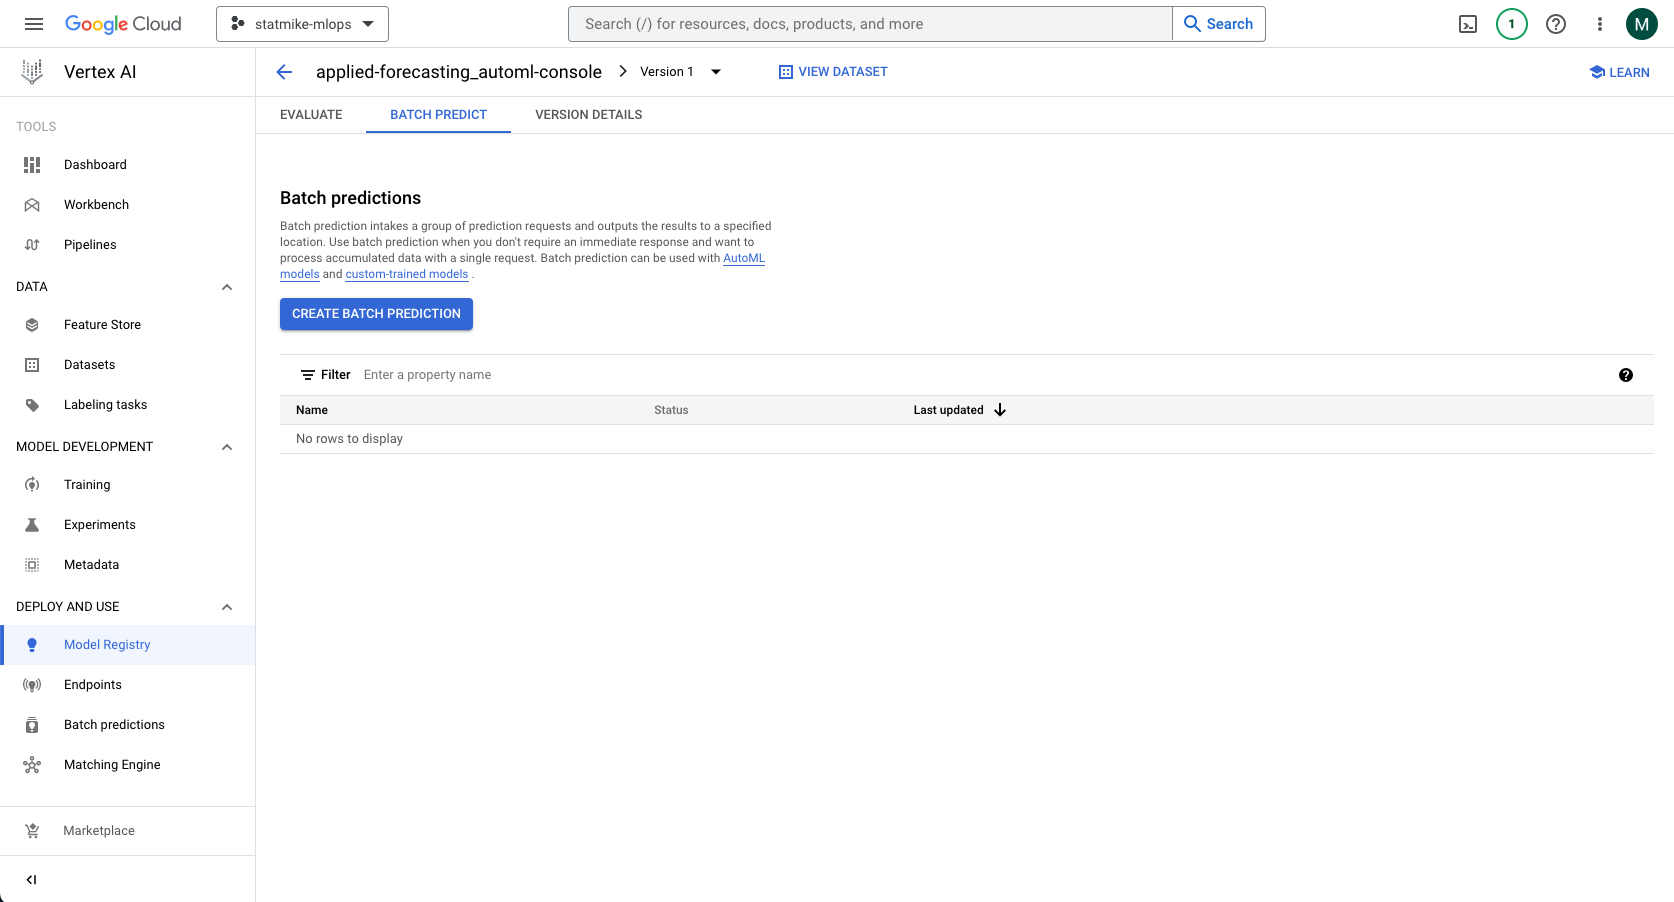 Google Cloud
statmike-mlops
Search (/) for resources, docs, products, and more
Search
1
M
Vertex AI
applied-forecasting_automl-console
Version 1
VIEW DATASET
LEARN
EVALUATE
BATCH PREDICT
VERSION DETAILS
TOOLS
Dashboard
Workbench
Pipelines
DATA
Feature Store
Datasets
Labeling tasks
MODEL DEVELOPMENT
Training
Experiments
Metadata
DEPLOY AND USE
Model Registry
Endpoints
Batch predictions
Matching Engine
Marketplace
Batch predictions
Batch prediction intakes a group of prediction requests and outputs the results to a specified
location. Use batch prediction when you don't require an immediate response and want to
process accumulated data with a single request. Batch prediction can be used with AutoML
models and custom-trained models .
CREATE BATCH PREDICTION
Filter Enter a property name
Name Status Last updated
No rows to display